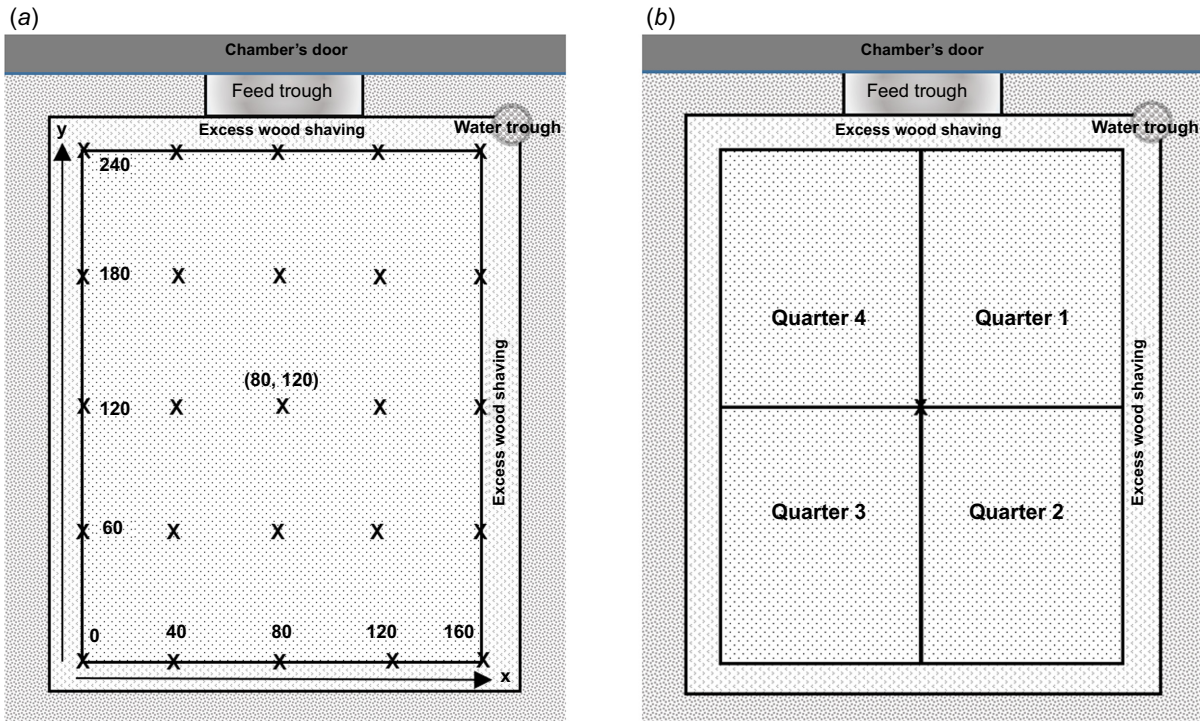 (a)
Chamber's door
Feed trough
Excess wood shaving
Water trough
y
X X X X X
240
X 180 X X X X
(80, 120)
X 120 X X X X
Excess wood shaving
X 60 X X X X
0 40 80 120 160
X X X X X
x
(b)
Chamber's door
Feed trough
Excess wood shaving
Water trough
Quarter 4
Quarter 1
Excess wood shaving
X
Quarter 3
Quarter 2